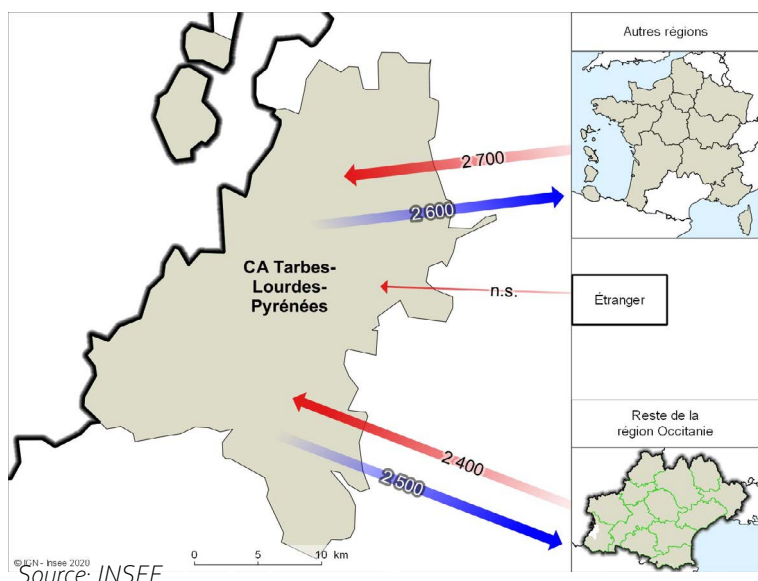 Autres régions
2 700
2 600
CA Tarbes-
Lourdes-
Pyrénées
n.s.
Étranger
Reste de la
région Occitanie
2 400
2 500
© IGN - Insee 2020
0 5 10 km
Source: INSEE